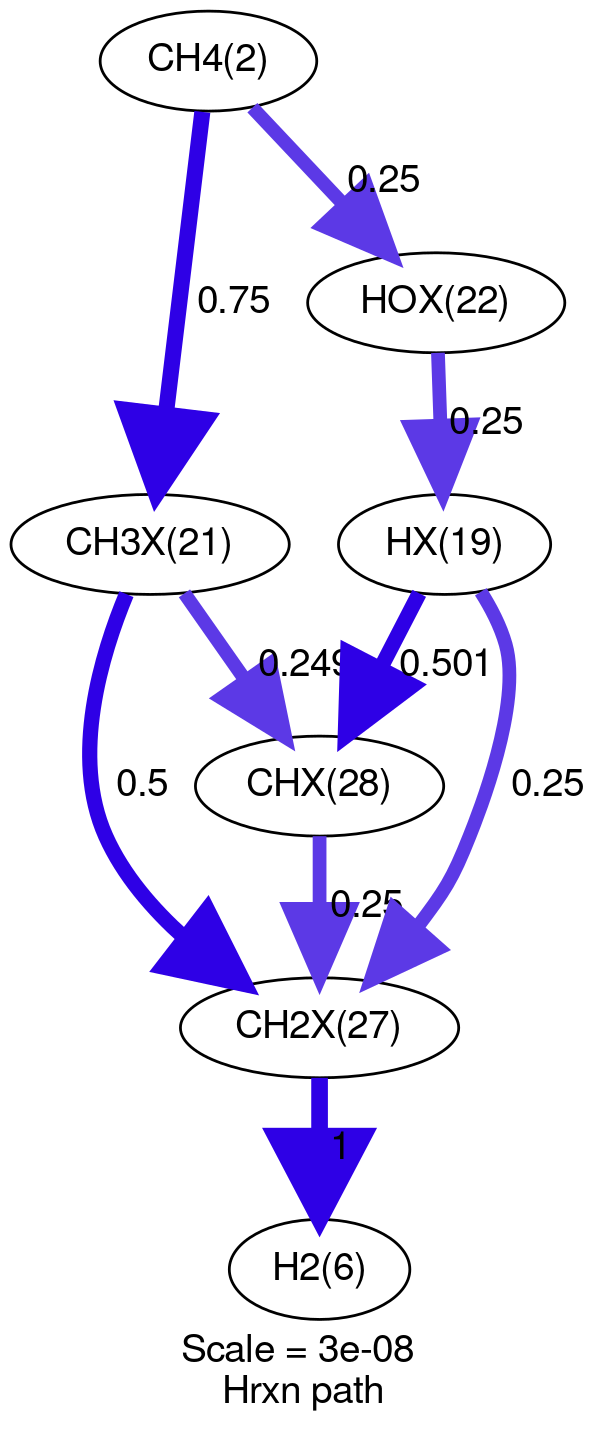 CH4(2)
0.25
HOX(22)
0.75
0.25
CH3X(21)
HX(19)
0.249
0.501
CHX(28)
0.5
0.25
0.25
CH2X(27)
1
H2(6)
Scale = 3e-08
Hrxn path